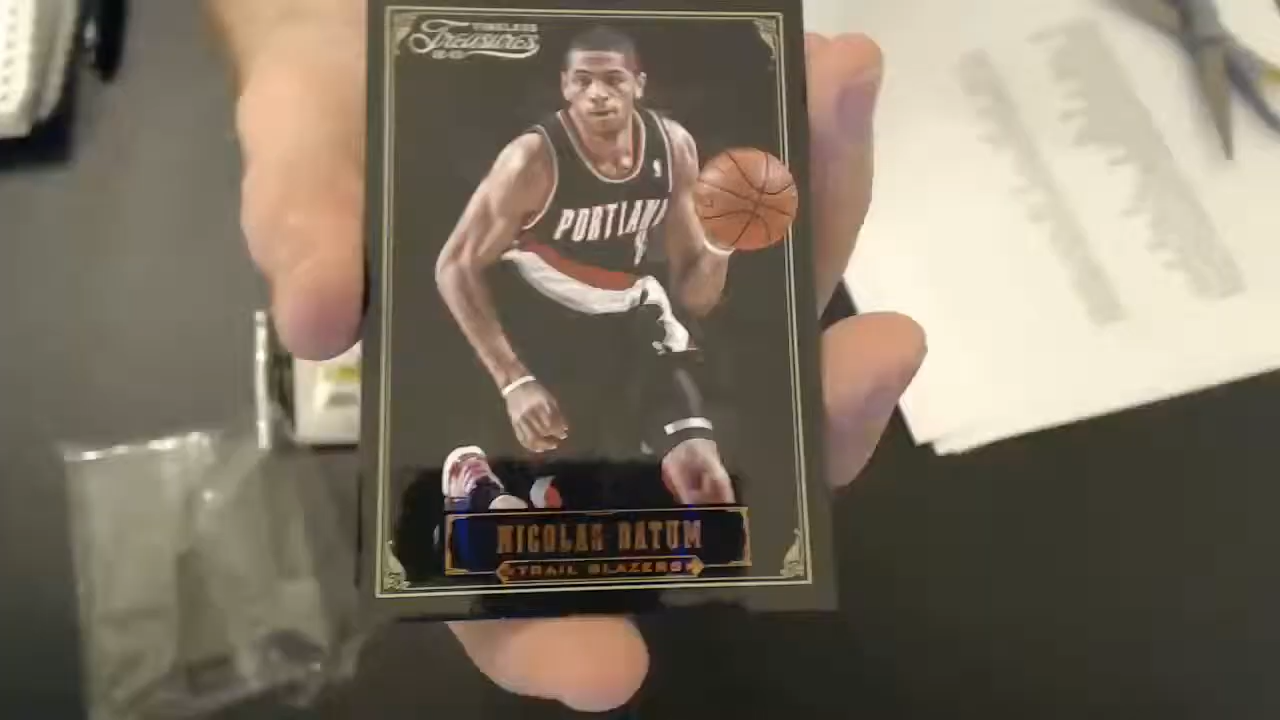 TIMELESS
Treasures
PORTLAND
NICOLAS BATUM
TRAIL BLAZERS